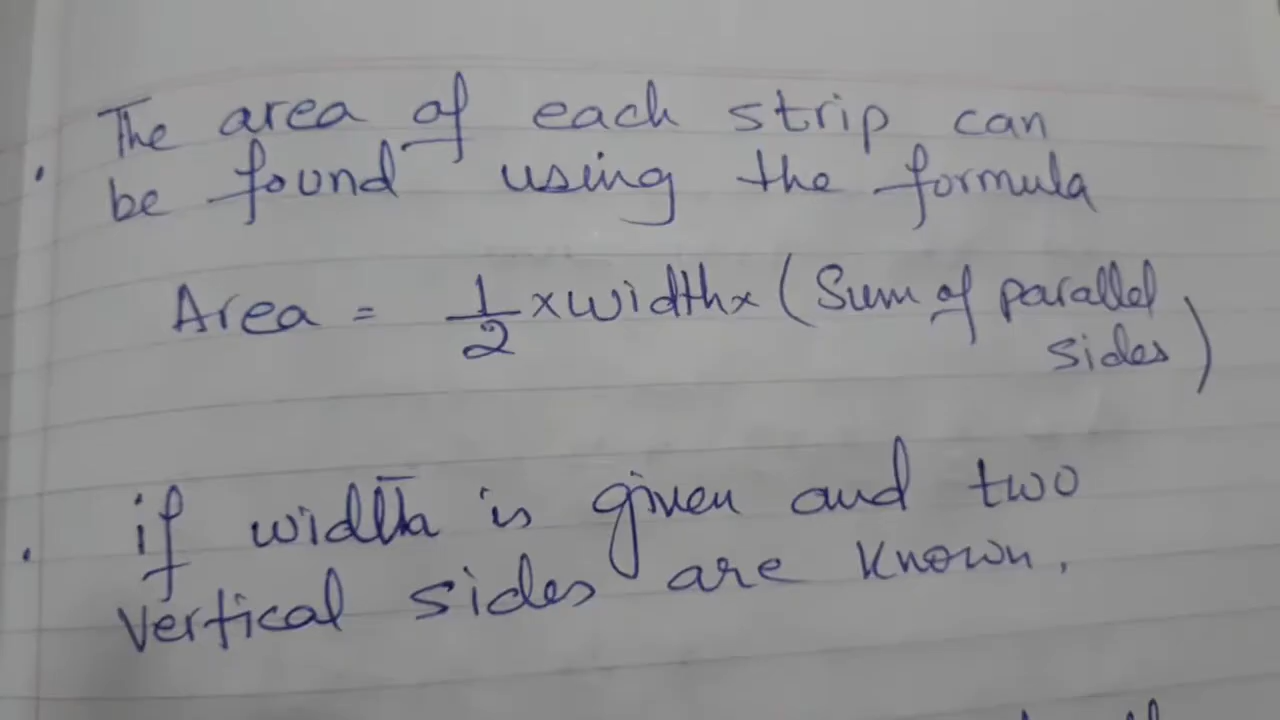 The area of each strip can
be found using the formula
Area = 1/2 x width x (Sum of parallel
sides)
if width is given and two
vertical sides are known.